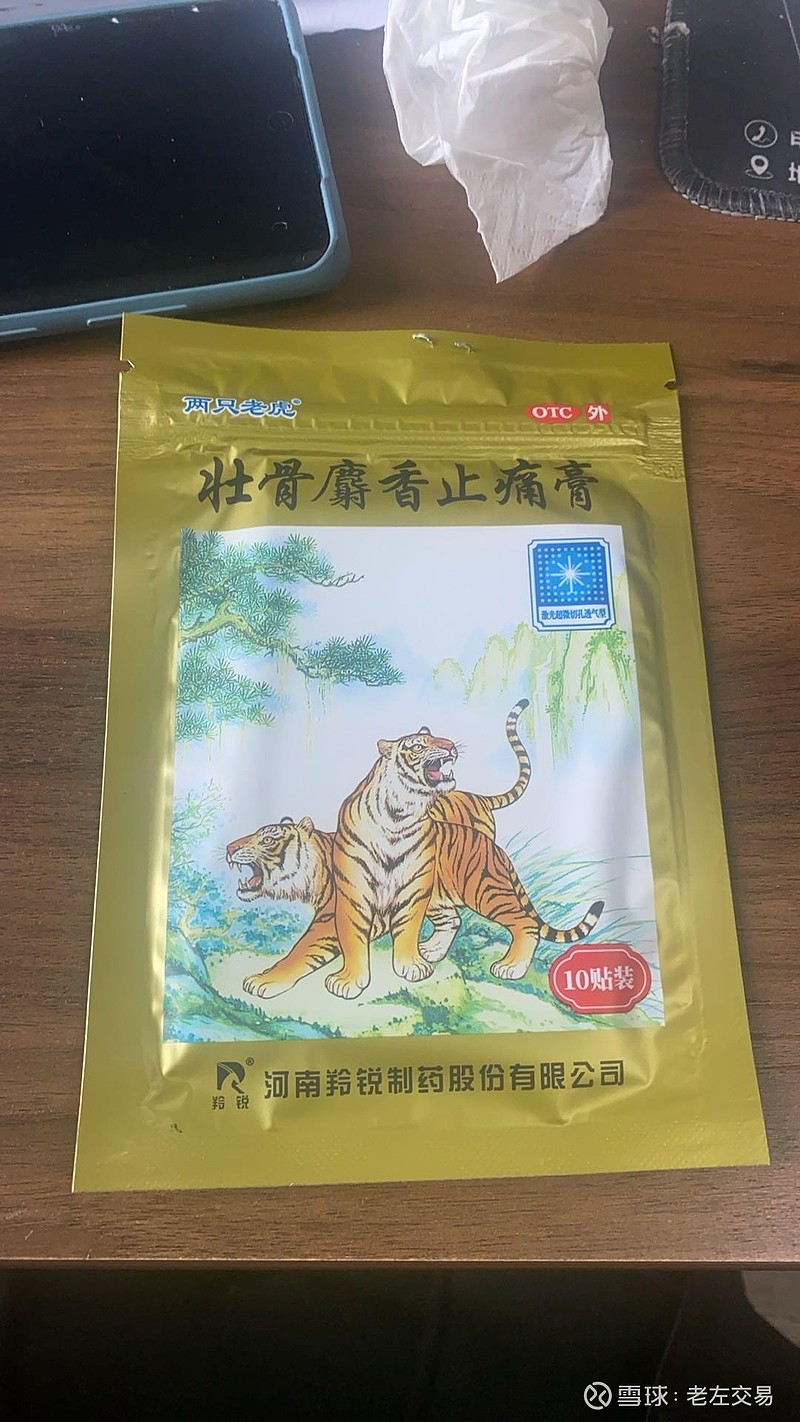 两只老虎®
OTC 外
壮骨麝香止痛膏
激光超微切孔透气型
10贴装
羚锐®
河南羚锐制药股份有限公司
雪球：老左交易